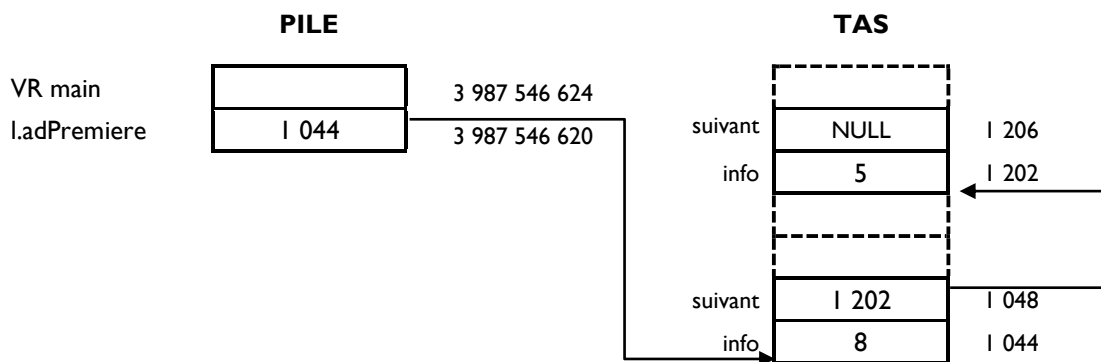 PILE TAS
VR main 3 987 546 624
l.adPremiere 1 044 3 987 546 620
suivant NULL 1 206
info 5 1 202
suivant 1 202 1 048
info 8 1 044